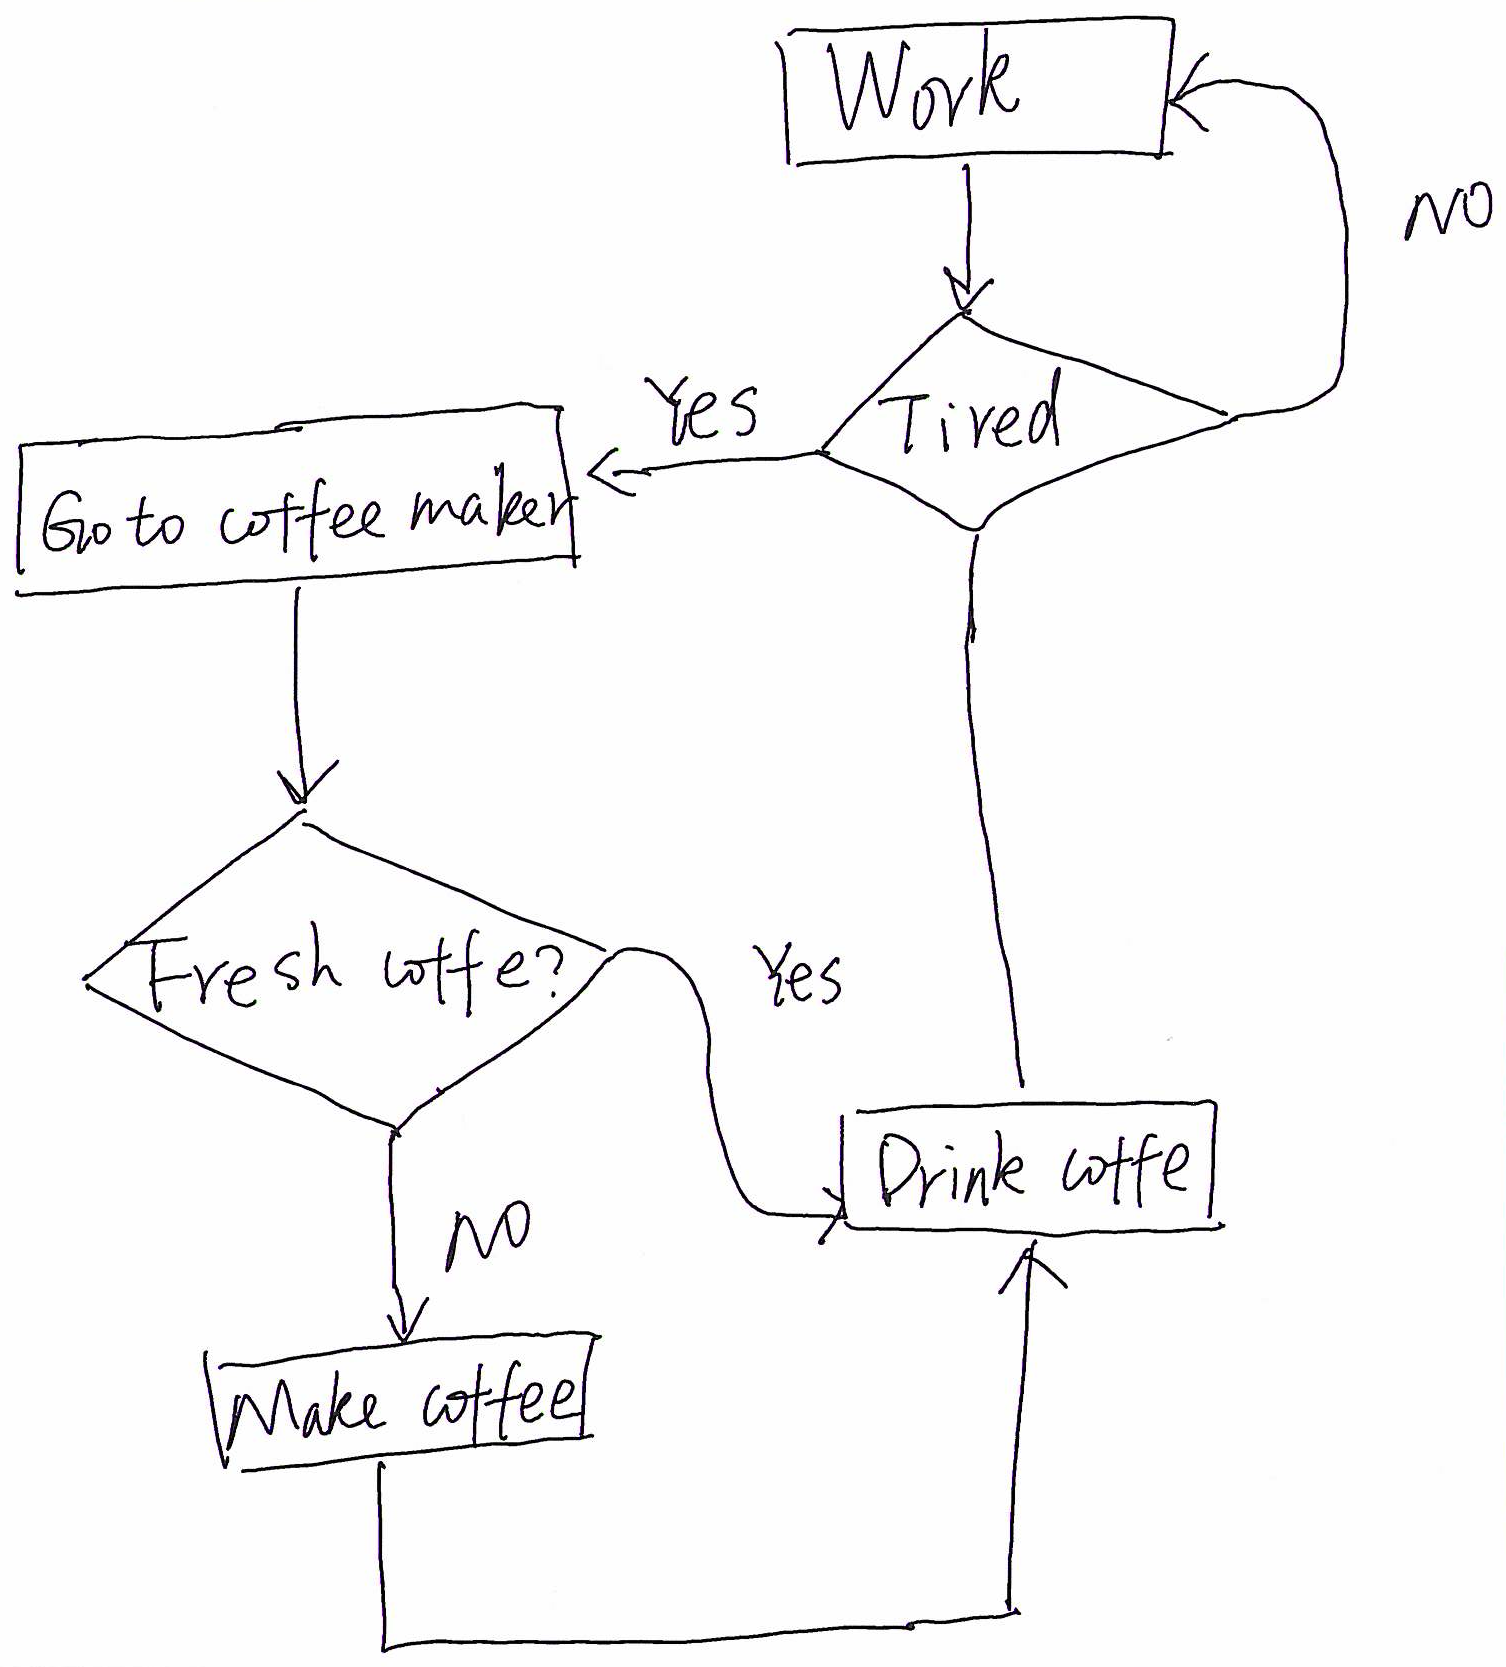 Work
NO
Tired
Yes
Go to coffee maker
Fresh coffe?
Yes
NO
Drink coffe
Make coffee